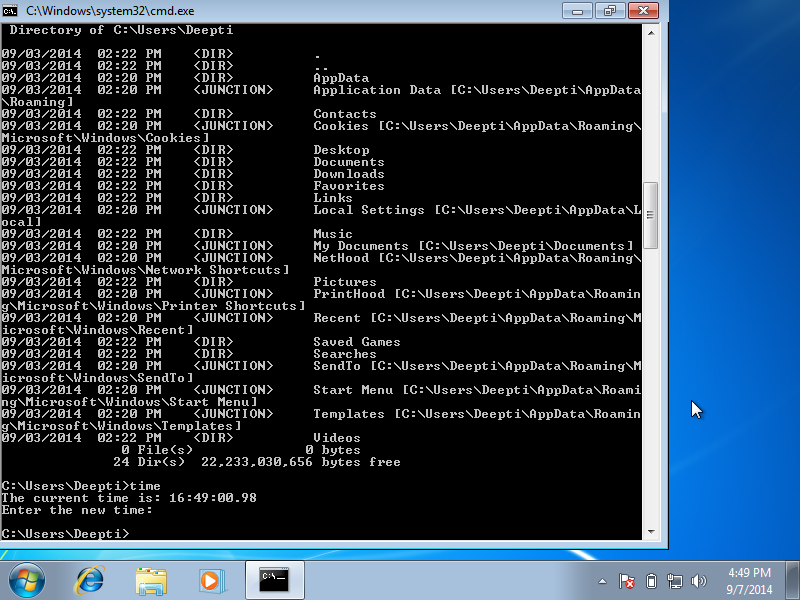 C:\Windows\system32\cmd.exe
Directory of C:\Users\Deepti
09/03/2014  02:22 PM    <DIR>          .
09/03/2014  02:22 PM    <DIR>          ..
09/03/2014  02:20 PM    <DIR>          AppData
09/03/2014  02:20 PM    <JUNCTION>     Application Data [C:\Users\Deepti\AppData
\Roaming]
09/03/2014  02:22 PM    <DIR>          Contacts
09/03/2014  02:20 PM    <JUNCTION>     Cookies [C:\Users\Deepti\AppData\Roaming\
Microsoft\Windows\Cookies]
09/03/2014  02:22 PM    <DIR>          Desktop
09/03/2014  02:22 PM    <DIR>          Documents
09/03/2014  02:22 PM    <DIR>          Downloads
09/03/2014  02:22 PM    <DIR>          Favorites
09/03/2014  02:22 PM    <DIR>          Links
09/03/2014  02:20 PM    <JUNCTION>     Local Settings [C:\Users\Deepti\AppData\L
ocal]
09/03/2014  02:22 PM    <DIR>          Music
09/03/2014  02:20 PM    <JUNCTION>     My Documents [C:\Users\Deepti\Documents]
09/03/2014  02:20 PM    <JUNCTION>     NetHood [C:\Users\Deepti\AppData\Roaming\
Microsoft\Windows\Network Shortcuts]
09/03/2014  02:22 PM    <DIR>          Pictures
09/03/2014  02:20 PM    <JUNCTION>     PrintHood [C:\Users\Deepti\AppData\Roamin
g\Microsoft\Windows\Printer Shortcuts]
09/03/2014  02:20 PM    <JUNCTION>     Recent [C:\Users\Deepti\AppData\Roaming\M
icrosoft\Windows\Recent]
09/03/2014  02:22 PM    <DIR>          Saved Games
09/03/2014  02:22 PM    <DIR>          Searches
09/03/2014  02:20 PM    <JUNCTION>     SendTo [C:\Users\Deepti\AppData\Roaming\M
icrosoft\Windows\SendTo]
09/03/2014  02:20 PM    <JUNCTION>     Start Menu [C:\Users\Deepti\AppData\Roami
ng\Microsoft\Windows\Start Menu]
09/03/2014  02:20 PM    <JUNCTION>     Templates [C:\Users\Deepti\AppData\Roamin
g\Microsoft\Windows\Templates]
09/03/2014  02:22 PM    <DIR>          Videos
0 File(s)              0 bytes
24 Dir(s)  22,233,030,656 bytes free
C:\Users\Deepti>time
The current time is: 16:49:00.98
Enter the new time:
C:\Users\Deepti>
C:\
4:49 PM
9/7/2014